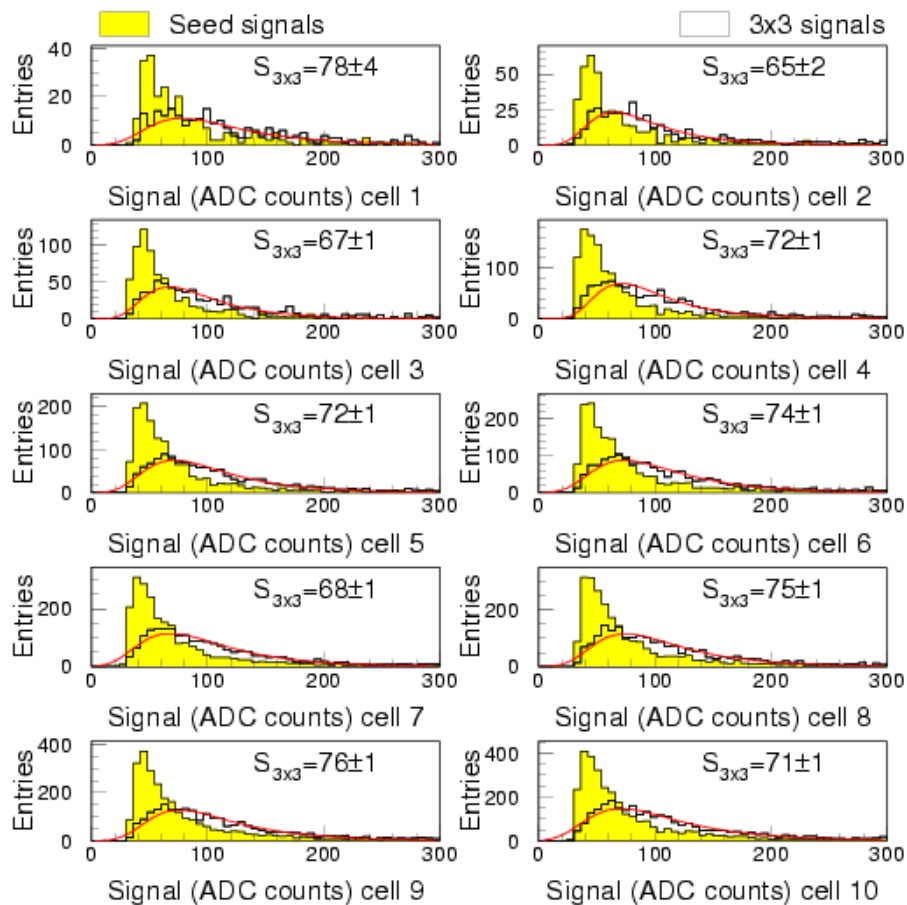 Seed signals 3x3 signals
Entries 40 20 0 S3x3=78±4 0 100 200 300
Signal (ADC counts) cell 1
Entries 50 25 0 S3x3=65±2 0 100 200 300
Signal (ADC counts) cell 2
Entries 100 50 0 S3x3=67±1 0 100 200 300
Signal (ADC counts) cell 3
Entries 100 0 S3x3=72±1 0 100 200 300
Signal (ADC counts) cell 4
Entries 200 100 0 S3x3=72±1 0 100 200 300
Signal (ADC counts) cell 5
Entries 200 100 0 S3x3=74±1 0 100 200 300
Signal (ADC counts) cell 6
Entries 200 0 S3x3=68±1 0 100 200 300
Signal (ADC counts) cell 7
Entries 200 0 S3x3=75±1 0 100 200 300
Signal (ADC counts) cell 8
Entries 400 200 0 S3x3=76±1 0 100 200 300
Signal (ADC counts) cell 9
Entries 400 200 0 S3x3=71±1 0 100 200 300
Signal (ADC counts) cell 10